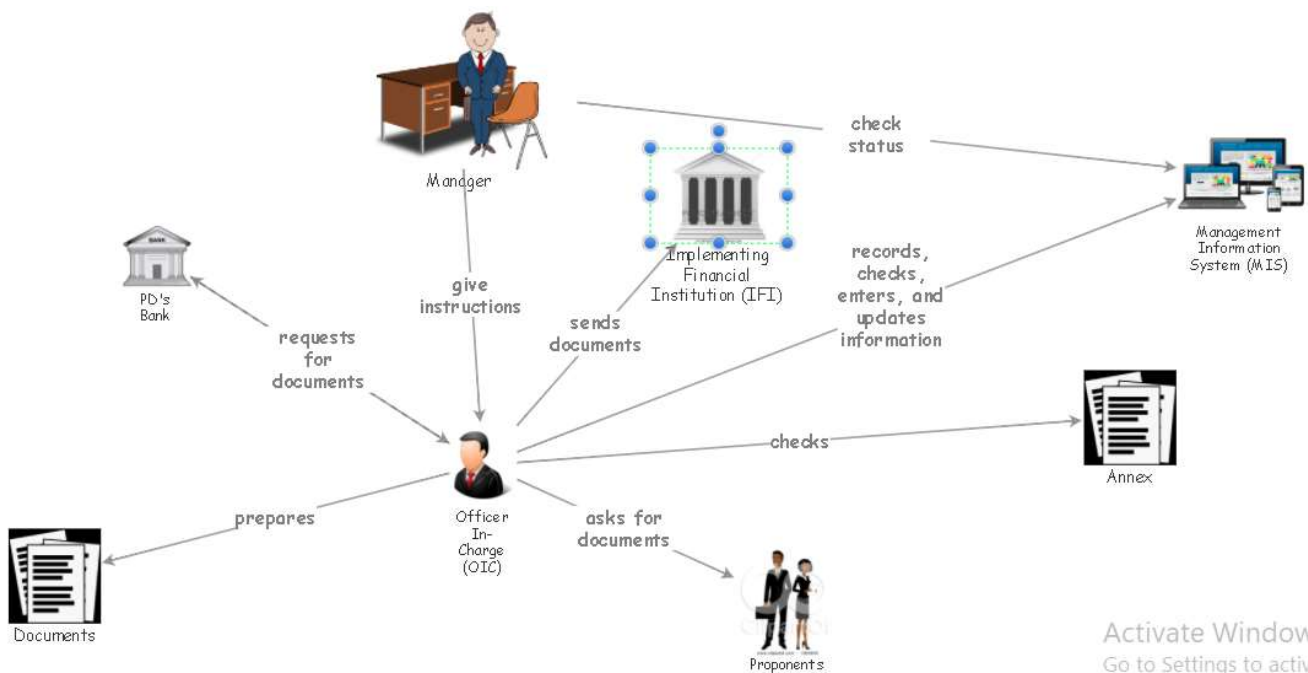 check
status
Manager
Management
Information
System (MIS)
BANK
PD's
Bank
Implementing
Financial
Institution (IFI)
records,
checks,
enters, and
updates
information
give
instructions
sends
documents
requests
for
documents
checks
Annex
prepares
Officer
In-
Charge
(OIC)
asks for
documents
Documents
Proponents
Activate Window
Go to Settings to activ